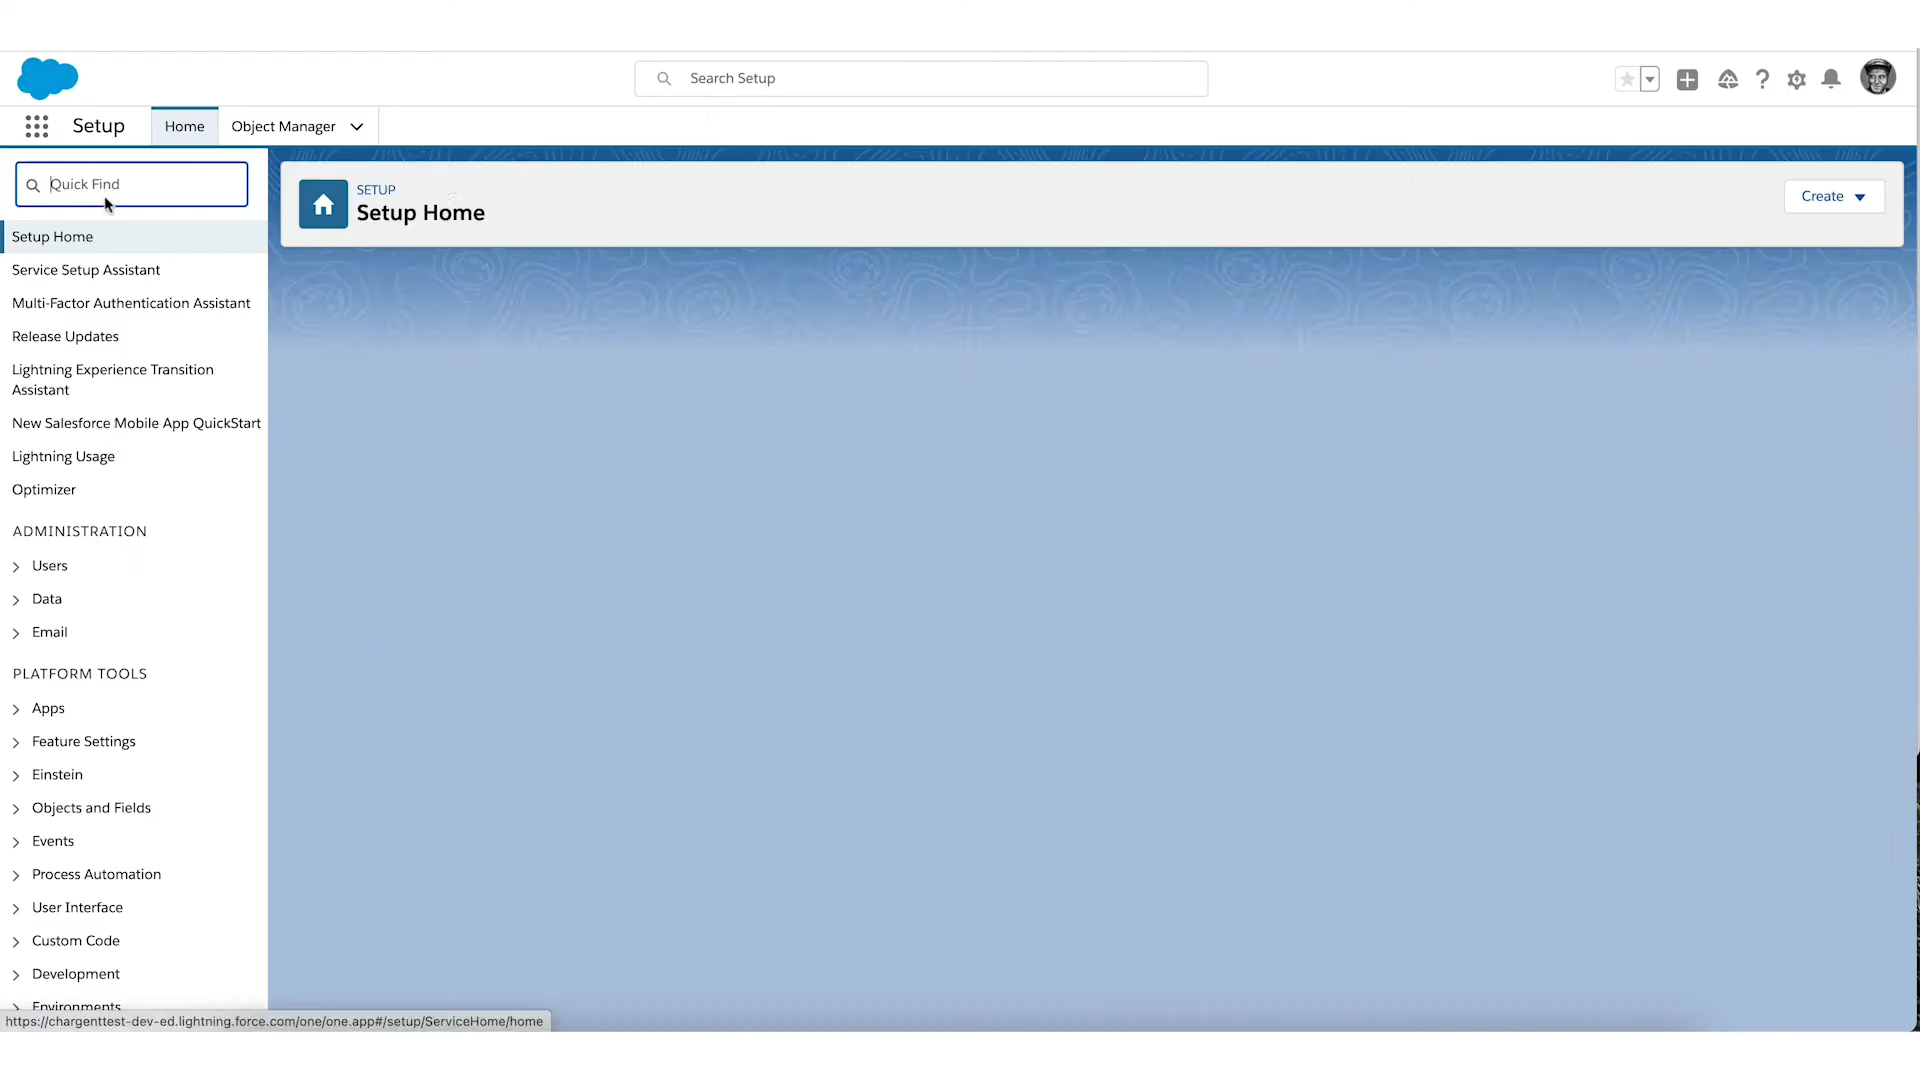 Search Setup
Setup
Home
Object Manager
Quick Find
SETUP
Setup Home
Create
Setup Home
Service Setup Assistant
Multi-Factor Authentication Assistant
Release Updates
Lightning Experience Transition
Assistant
New Salesforce Mobile App QuickStart
Lightning Usage
Optimizer
ADMINISTRATION
Users
Data
Email
PLATFORM TOOLS
Apps
Feature Settings
Einstein
Objects and Fields
Events
Process Automation
User Interface
Custom Code
Development
Environments
https://chargenttest-dev-ed.lightning.force.com/one/one.app#/setup/ServiceHome/home